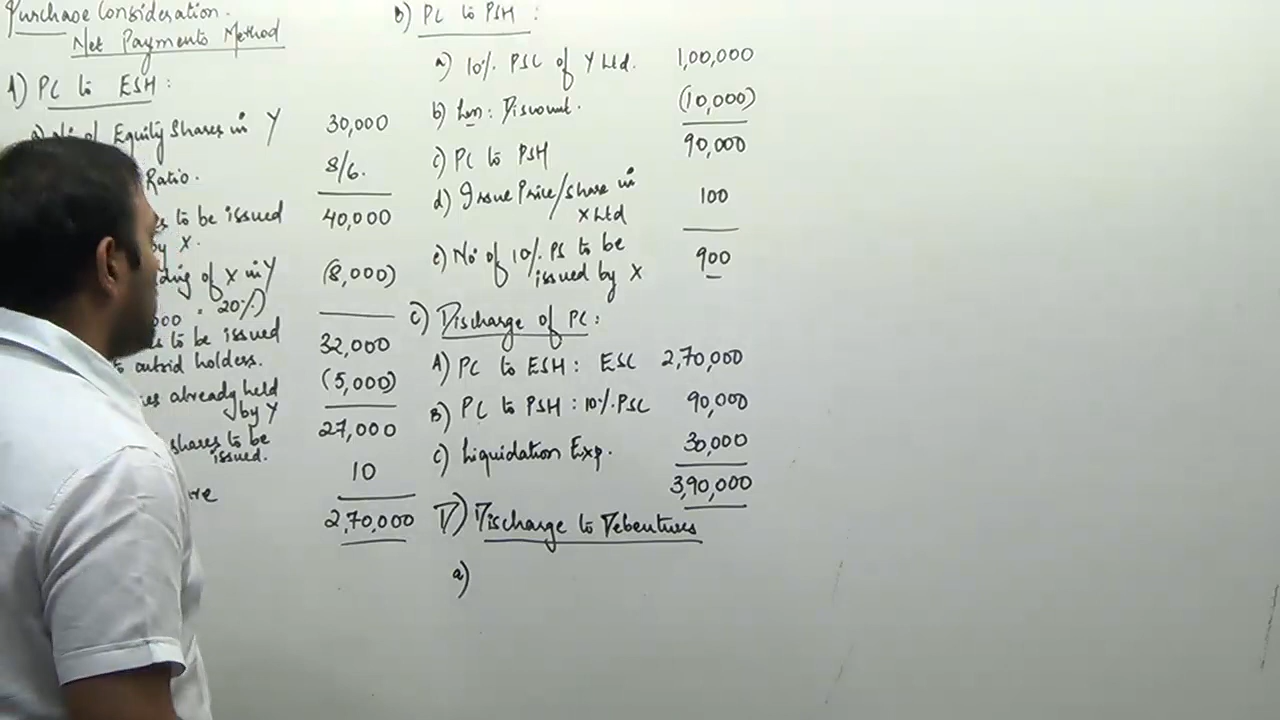 Purchase Consideration.
Net Payments Method
A) PC to ESH :
a) No of Equity Shares in Y 30,000
Ratio. 8/6.
to be issued 40,000
by X.
of X in Y (8,000)
000 = 20%)
to be issued 32,000
to outsid holders.
already held (5,000)
by Y
shares to be 27,000
issued.
10
2,70,000
B) PC to PSH :
a) 10% PSC of Y Ltd. 1,00,000
b) Less: Discount. (10,000)
90,000
c) PC to PSH
d) Issue Price/share in 100
X Ltd
e) No of 10% PS to be 900
issued by X
C) Discharge of PC :
A) PC to ESH : ESC 2,70,000
B) PC to PSH : 10% PSC 90,000
C) Liquidation Exp. 30,000
3,90,000
D) Discharge to Debentures
a)